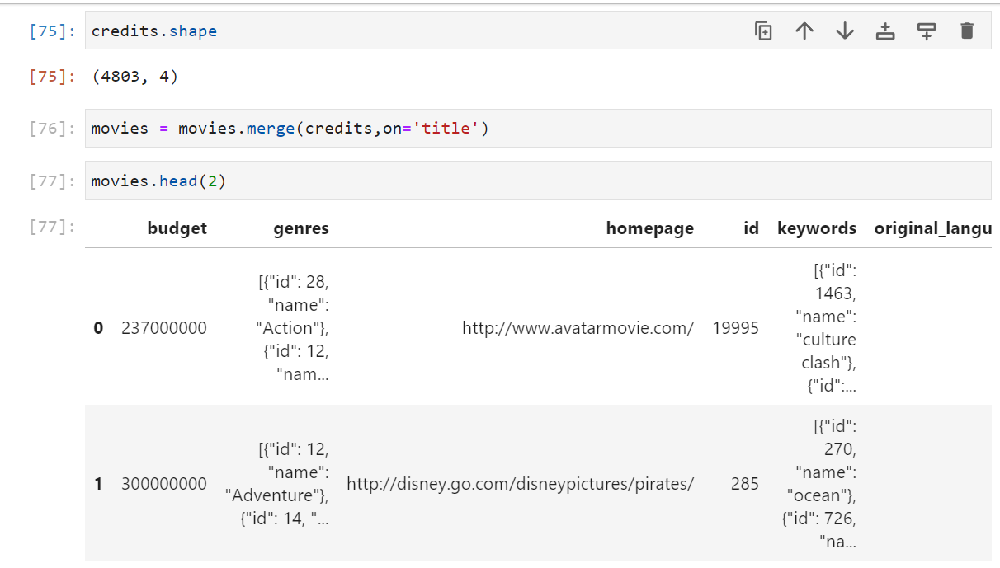 [75]: credits.shape
[75]: (4803, 4)
[76]: movies = movies.merge(credits,on='title')
[77]: movies.head(2)
[77]:
budget genres homepage id keywords original_langu
0 237000000 [{"id": 28, "name": "Action"}, {"id": 12, "nam... http://www.avatarmovie.com/ 19995 [{"id": 1463, "name": "culture clash"}, {"id":...
1 300000000 [{"id": 12, "name": "Adventure"}, {"id": 14, "... http://disney.go.com/disneypictures/pirates/ 285 [{"id": 270, "name": "ocean"}, {"id": 726, "na...